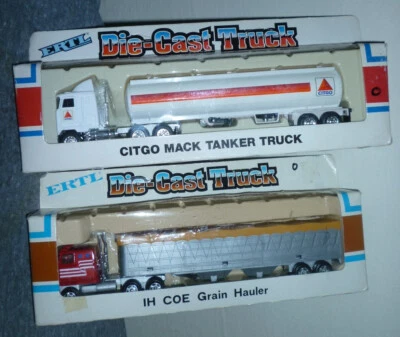 ERTL
Die-Cast Truck
CITGO
CITGO MACK TANKER TRUCK
ERTL
Die-Cast Truck
IH COE Grain Hauler